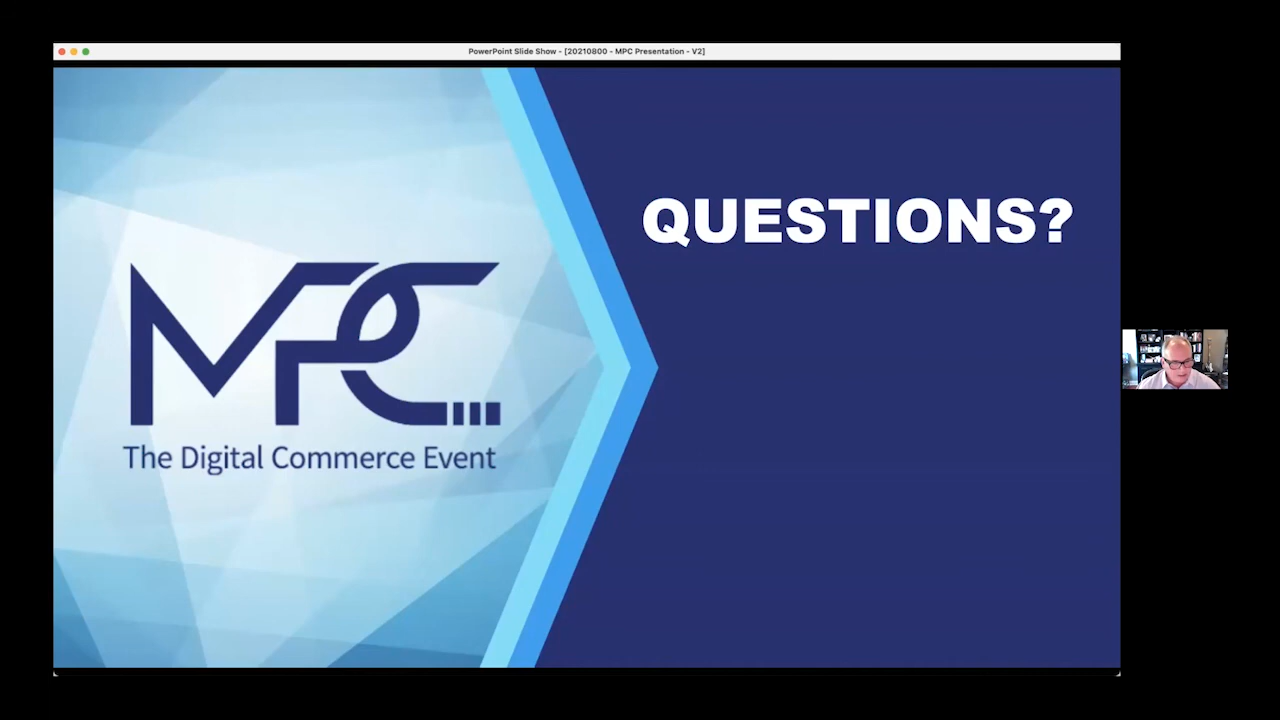 PowerPoint Slide Show - [20210800 - MPC Presentation - V2]
QUESTIONS?
MPC...
The Digital Commerce Event